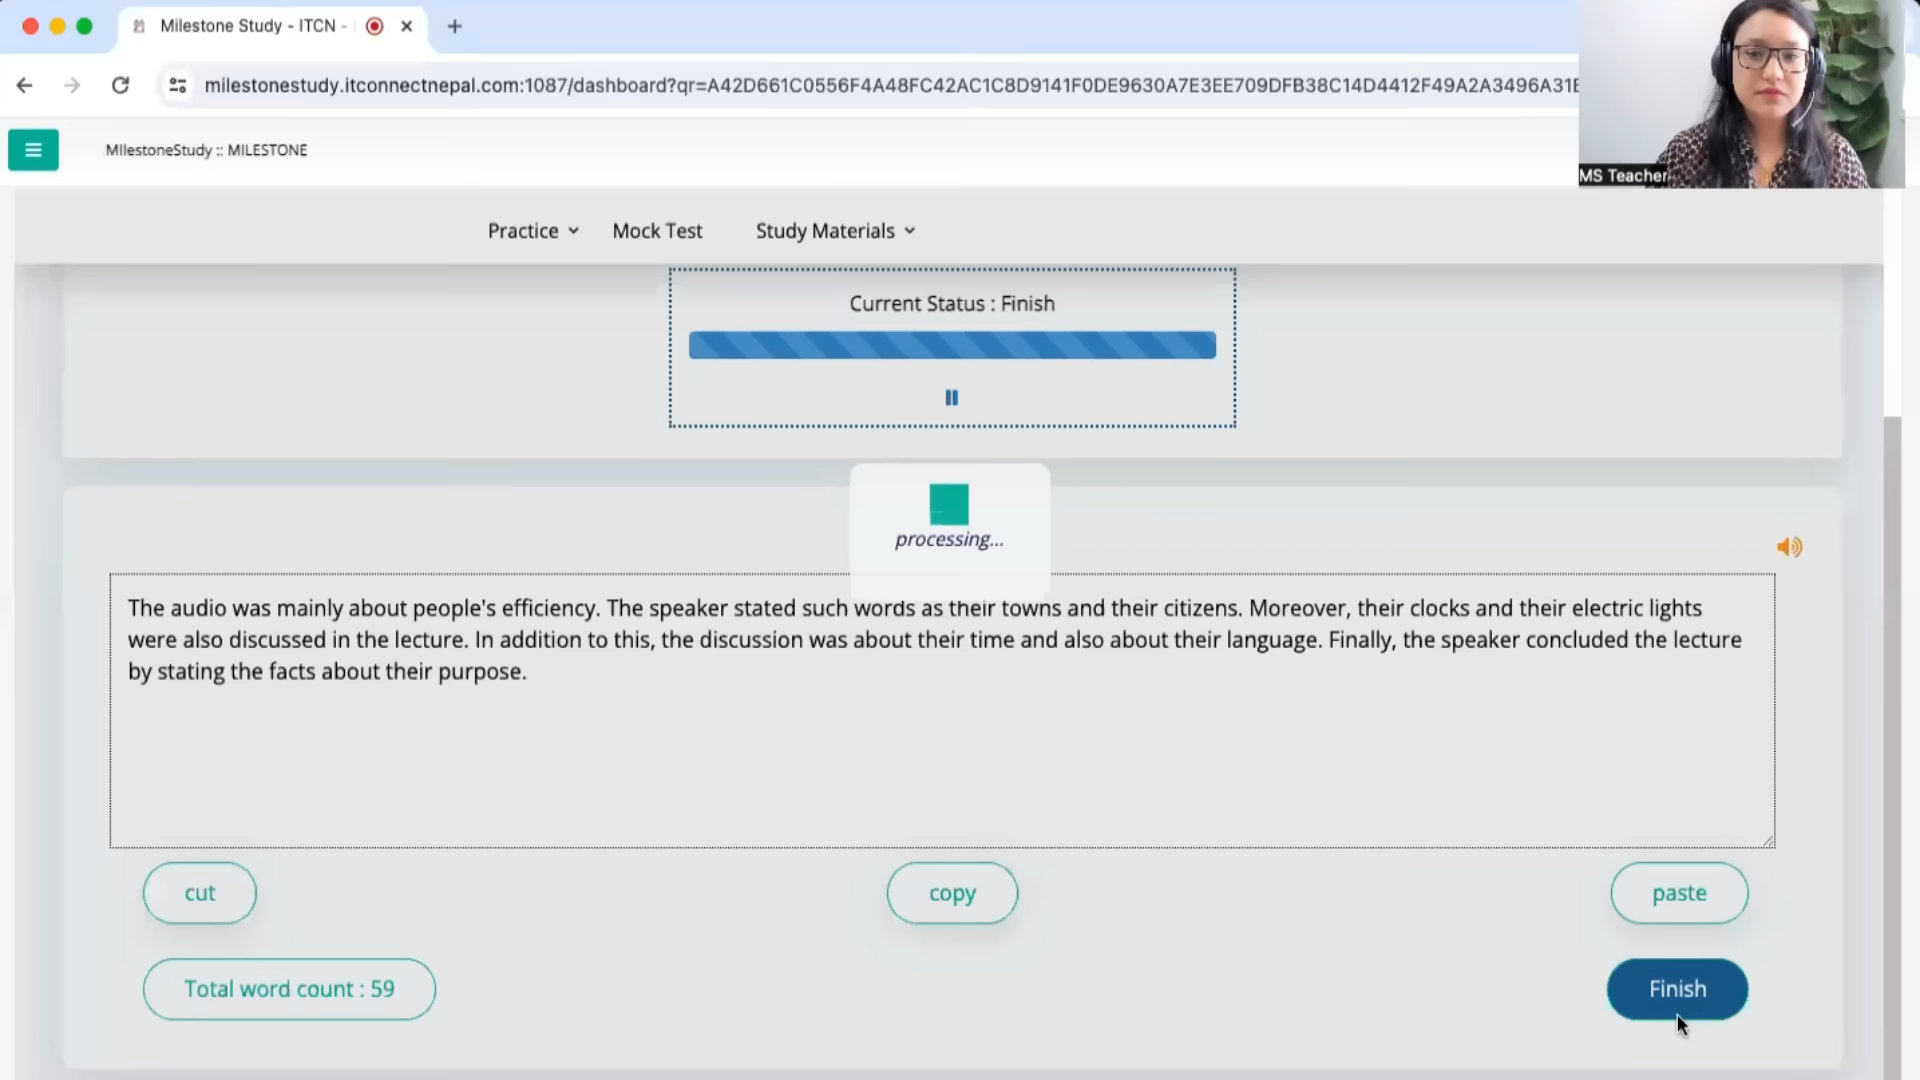 Milestone Study - ITCN -
milestonestudy.itconnectnepal.com:1087/dashboard?qr=A42D661C0556F4A48FC42AC1C8D9141F0DE9630A7E3EE709DFB38C14D4412F49A2A3496A31E
MIlestoneStudy :: MILESTONE
MS Teacher
Practice Mock Test Study Materials
Current Status : Finish
processing...
The audio was mainly about people's efficiency. The speaker stated such words as their towns and their citizens. Moreover, their clocks and their electric lights
were also discussed in the lecture. In addition to this, the discussion was about their time and also about their language. Finally, the speaker concluded the lecture
by stating the facts about their purpose.
cut copy paste
Total word count : 59 Finish